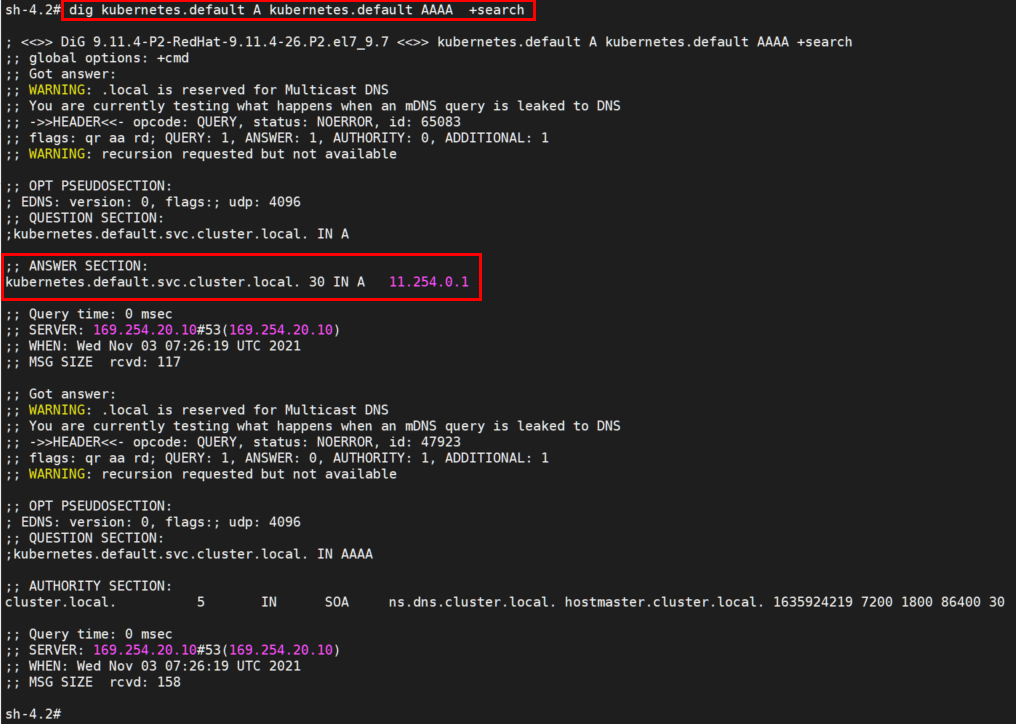 sh-4.2# dig kubernetes.default A kubernetes.default AAAA  +search
; <<>> DiG 9.11.4-P2-RedHat-9.11.4-26.P2.el7_9.7 <<>> kubernetes.default A kubernetes.default AAAA +search
;; global options: +cmd
;; Got answer:
;; WARNING: .local is reserved for Multicast DNS
;; You are currently testing what happens when an mDNS query is leaked to DNS
;; ->>HEADER<<- opcode: QUERY, status: NOERROR, id: 65083
;; flags: qr aa rd; QUERY: 1, ANSWER: 1, AUTHORITY: 0, ADDITIONAL: 1
;; WARNING: recursion requested but not available
;; OPT PSEUDOSECTION:
; EDNS: version: 0, flags:; udp: 4096
;; QUESTION SECTION:
;kubernetes.default.svc.cluster.local. IN A
;; ANSWER SECTION:
kubernetes.default.svc.cluster.local. 30 IN A   11.254.0.1
;; Query time: 0 msec
;; SERVER: 169.254.20.10#53(169.254.20.10)
;; WHEN: Wed Nov 03 07:26:19 UTC 2021
;; MSG SIZE  rcvd: 117
;; Got answer:
;; WARNING: .local is reserved for Multicast DNS
;; You are currently testing what happens when an mDNS query is leaked to DNS
;; ->>HEADER<<- opcode: QUERY, status: NOERROR, id: 47923
;; flags: qr aa rd; QUERY: 1, ANSWER: 0, AUTHORITY: 1, ADDITIONAL: 1
;; WARNING: recursion requested but not available
;; OPT PSEUDOSECTION:
; EDNS: version: 0, flags:; udp: 4096
;; QUESTION SECTION:
;kubernetes.default.svc.cluster.local. IN AAAA
;; AUTHORITY SECTION:
cluster.local.          5       IN      SOA     ns.dns.cluster.local. hostmaster.cluster.local. 1635924219 7200 1800 86400 30
;; Query time: 0 msec
;; SERVER: 169.254.20.10#53(169.254.20.10)
;; WHEN: Wed Nov 03 07:26:19 UTC 2021
;; MSG SIZE  rcvd: 158
sh-4.2#